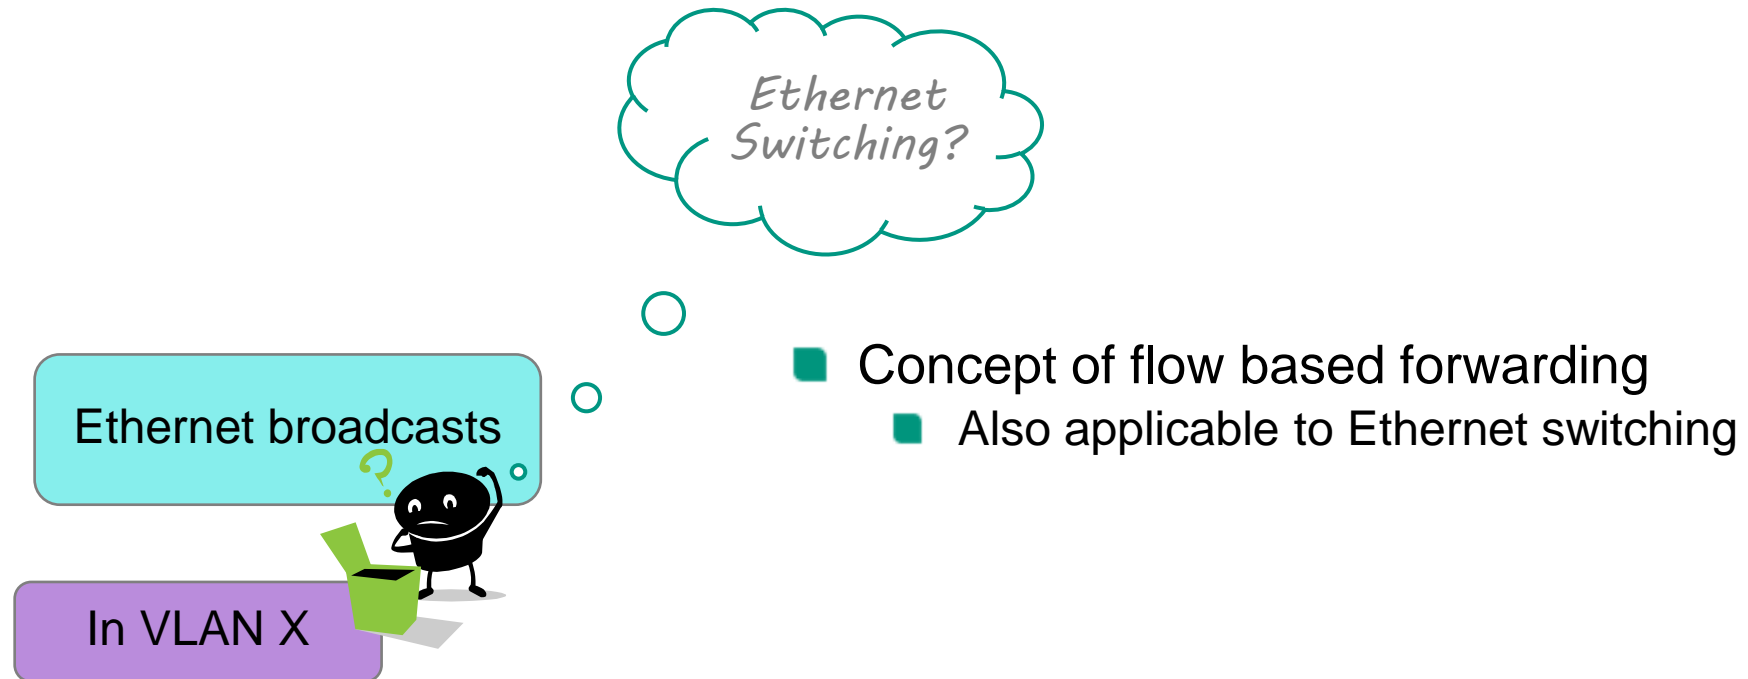 Ethernet
Switching?
Concept of flow based forwarding
Also applicable to Ethernet switching
Ethernet broadcasts
?
In VLAN X